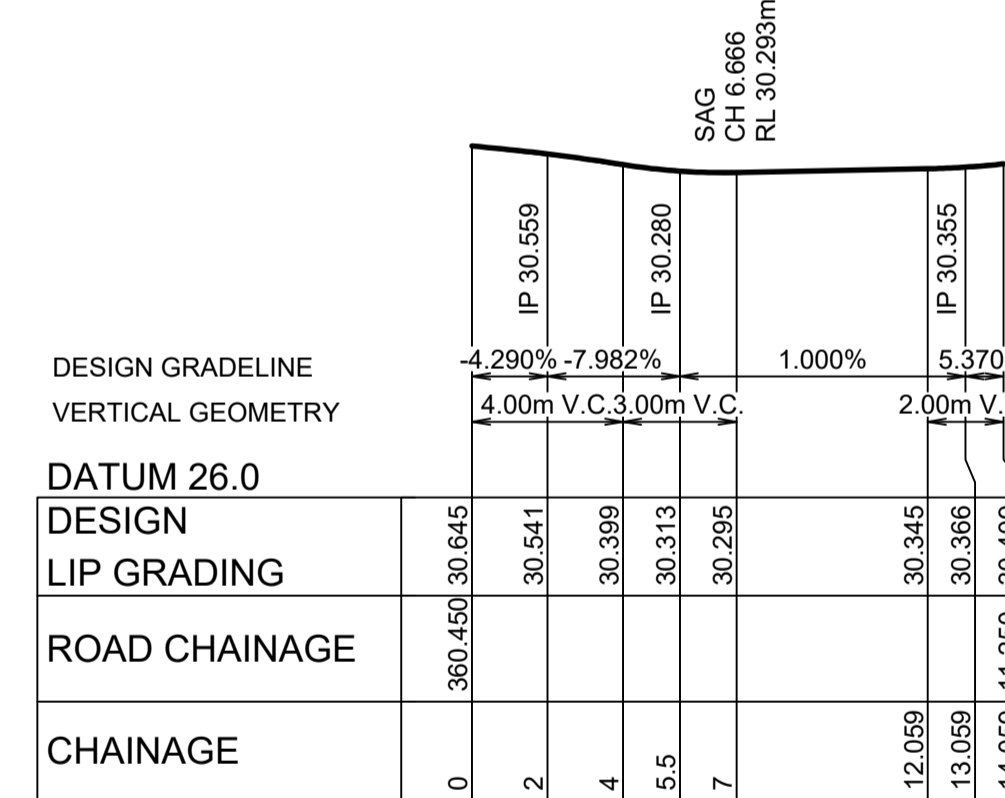 SAG
CH 6.666
RL 30.293m
IP 30.559
IP 30.280
IP 30.355
DESIGN GRADELINE
-4.290% -7.982% 1.000% 5.370
VERTICAL GEOMETRY
4.00m V.C. 3.00m V.C. 2.00m V.
DATUM 26.0
DESIGN
LIP GRADING
30.645 30.541 30.399 30.313 30.295 30.345 30.366
ROAD CHAINAGE
360.450
CHAINAGE
0 2 4 5.5 7 12.059 13.059